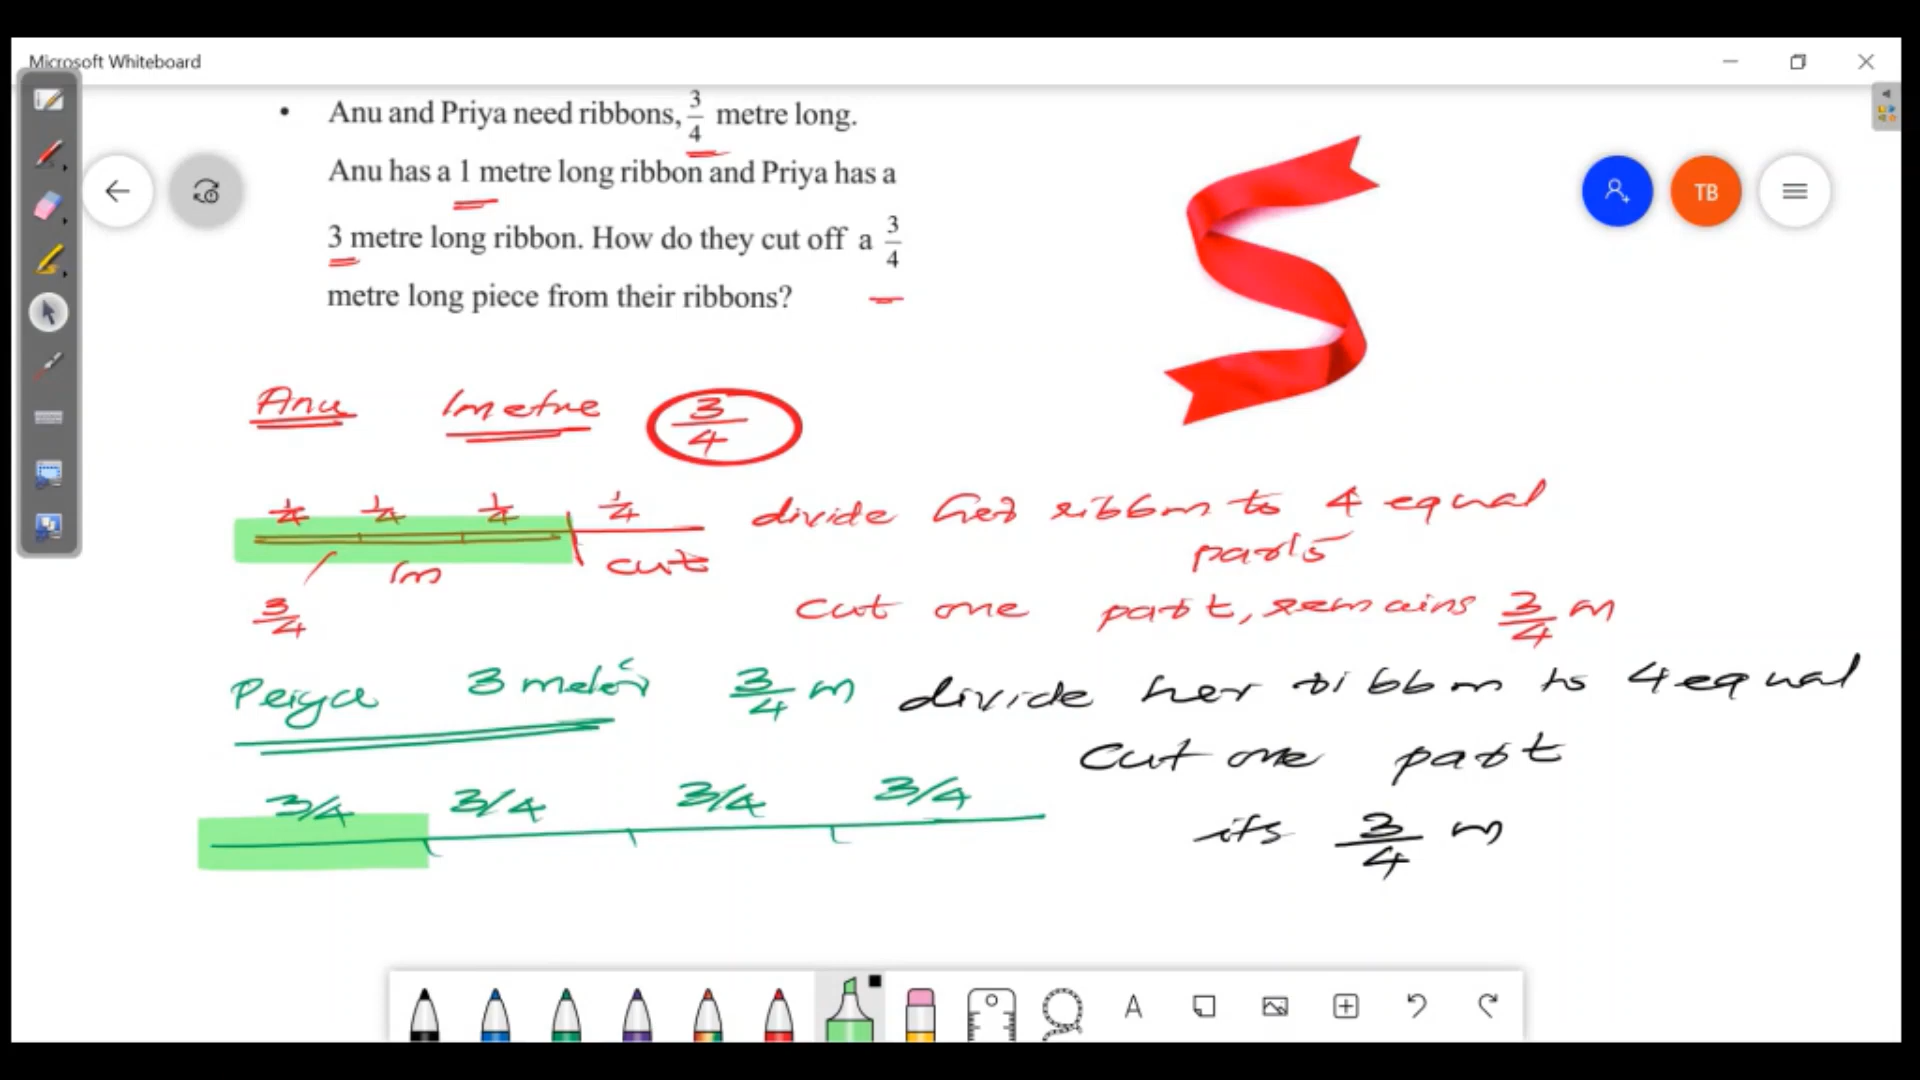 Microsoft Whiteboard
• Anu and Priya need ribbons, 3/4 metre long.
Anu has a 1 metre long ribbon and Priya has a
3 metre long ribbon. How do they cut off a 3/4
metre long piece from their ribbons?
TB
Anu 1metre 3/4
1/4 1/4 1/4 1/4 divide her ribbon to 4 equal
parts
1m cut
3/4 cut one part, remains 3/4 m
Priya 3 meter 3/4 m divide her ribbon to 4 equal
cut one part
3/4 3/4 3/4 3/4
its 3/4 m
A